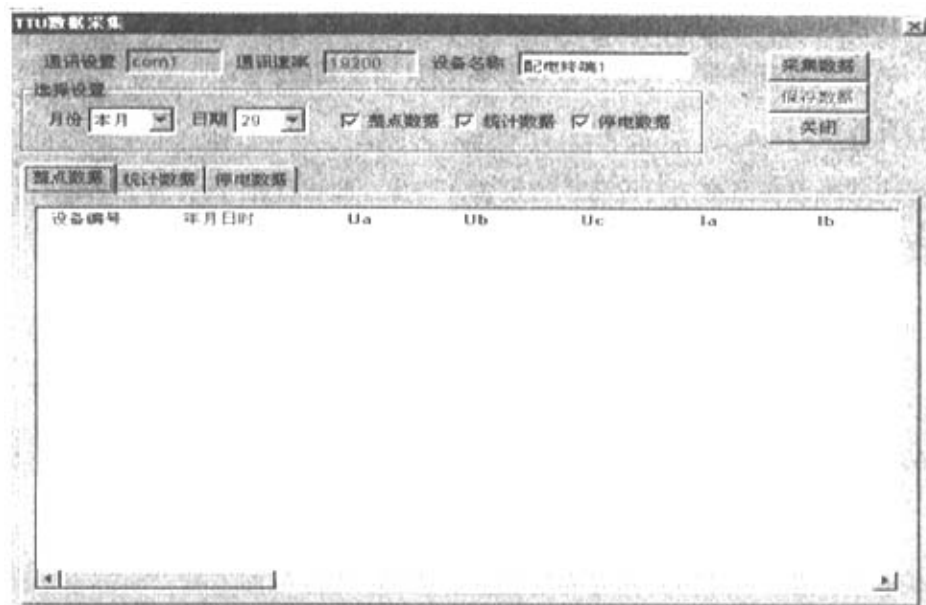 TTU数据采集
通讯设置 com1 通讯速率 19200 设备名称 配电终端1 采集数据
选择设置 保存数据
月份 本月 日期 29 整点数据 统计数据 停电数据 关闭
整点数据 统计数据 停电数据
设备编号 年月日时 Ua Ub Uc Ia Ib